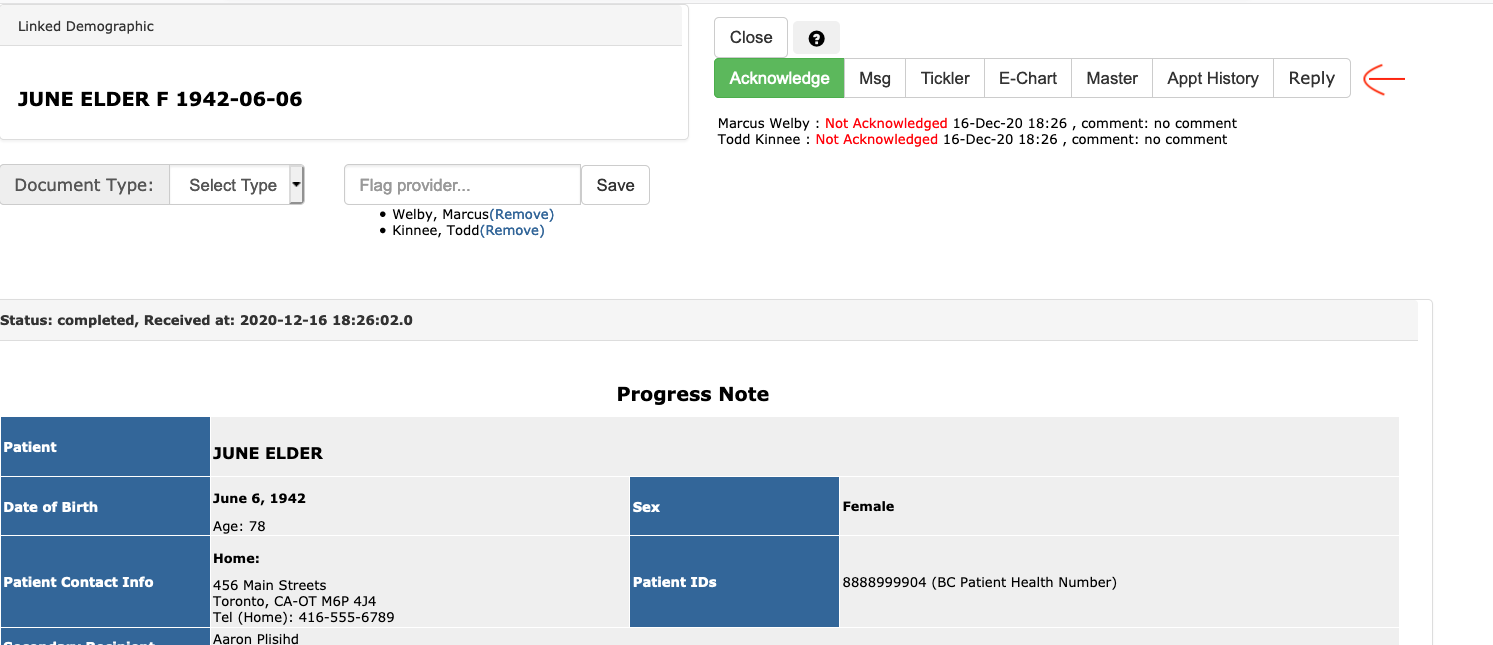 Linked Demographic
JUNE ELDER F 1942-06-06
Close ?
Acknowledge Msg Tickler E-Chart Master Appt History Reply
Marcus Welby : Not Acknowledged 16-Dec-20 18:26 , comment: no comment
Todd Kinnee : Not Acknowledged 16-Dec-20 18:26 , comment: no comment
Document Type: Select Type
Flag provider... Save
• Welby, Marcus(Remove)
• Kinnee, Todd(Remove)
Status: completed, Received at: 2020-12-16 18:26:02.0
Progress Note
Patient
JUNE ELDER
Date of Birth
June 6, 1942
Age: 78
Sex
Female
Patient Contact Info
Home:
456 Main Streets
Toronto, CA-OT M6P 4J4
Tel (Home): 416-555-6789
Patient IDs
8888999904 (BC Patient Health Number)
Secondary Recipient
Aaron Plisihd